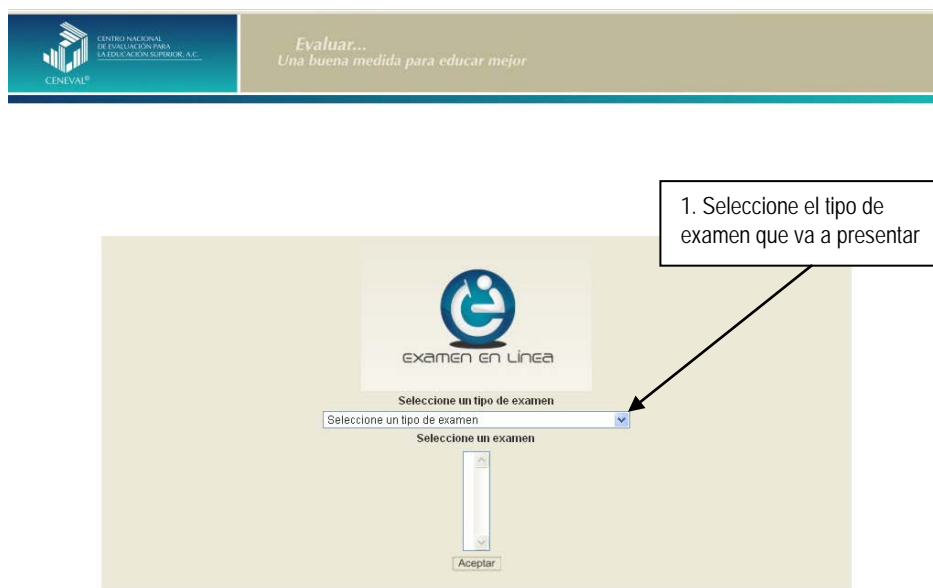 CENTRO NACIONAL
DE EVALUACIÓN PARA
LA EDUCACIÓN SUPERIOR, A.C.
CENEVAL®
Evaluar...
Una buena medida para educar mejor
1. Seleccione el tipo de
examen que va a presentar
examen en línea
Seleccione un tipo de examen
Seleccione un tipo de examen
Seleccione un examen
Aceptar